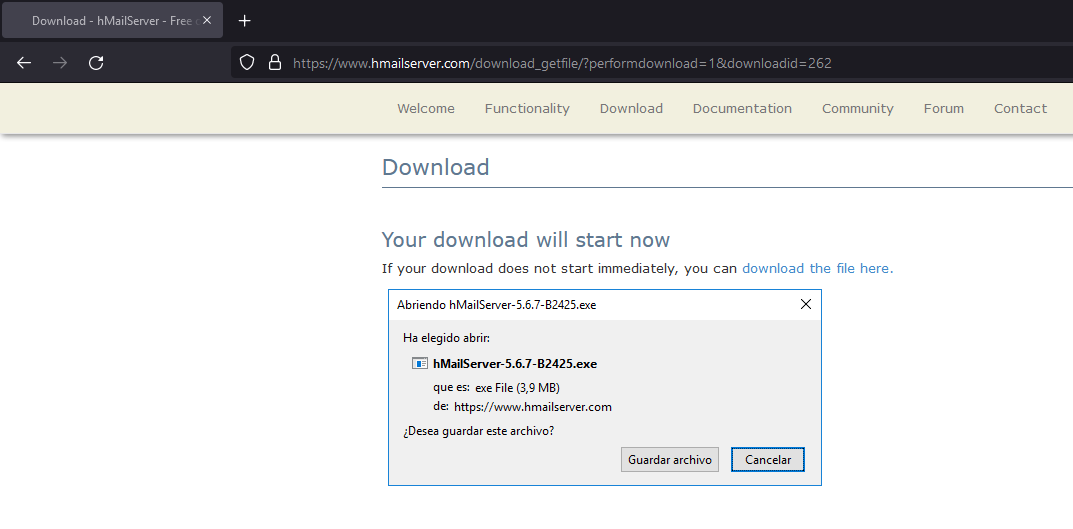 Download - hMailServer - Free
https://www.hmailserver.com/download_getfile/?performdownload=1&downloadid=262
Welcome Functionality Download Documentation Community Forum Contact
Download
Your download will start now
If your download does not start immediately, you can download the file here.
Abriendo hMailServer-5.6.7-B2425.exe
Ha elegido abrir:
hMailServer-5.6.7-B2425.exe
que es: exe File (3,9 MB)
de: https://www.hmailserver.com
¿Desea guardar este archivo?
Guardar archivo Cancelar